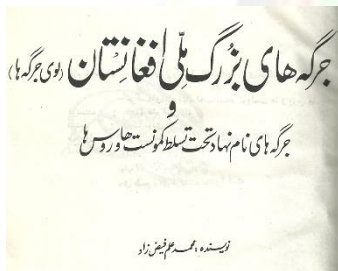 جرگه های بزرگ ملی افغانستان (لوی جرگه ها)
و
جرگه های نام نهاد تحت تسلط کمونست ها و روس ها
نویسنده : محمد علم فیض زاد